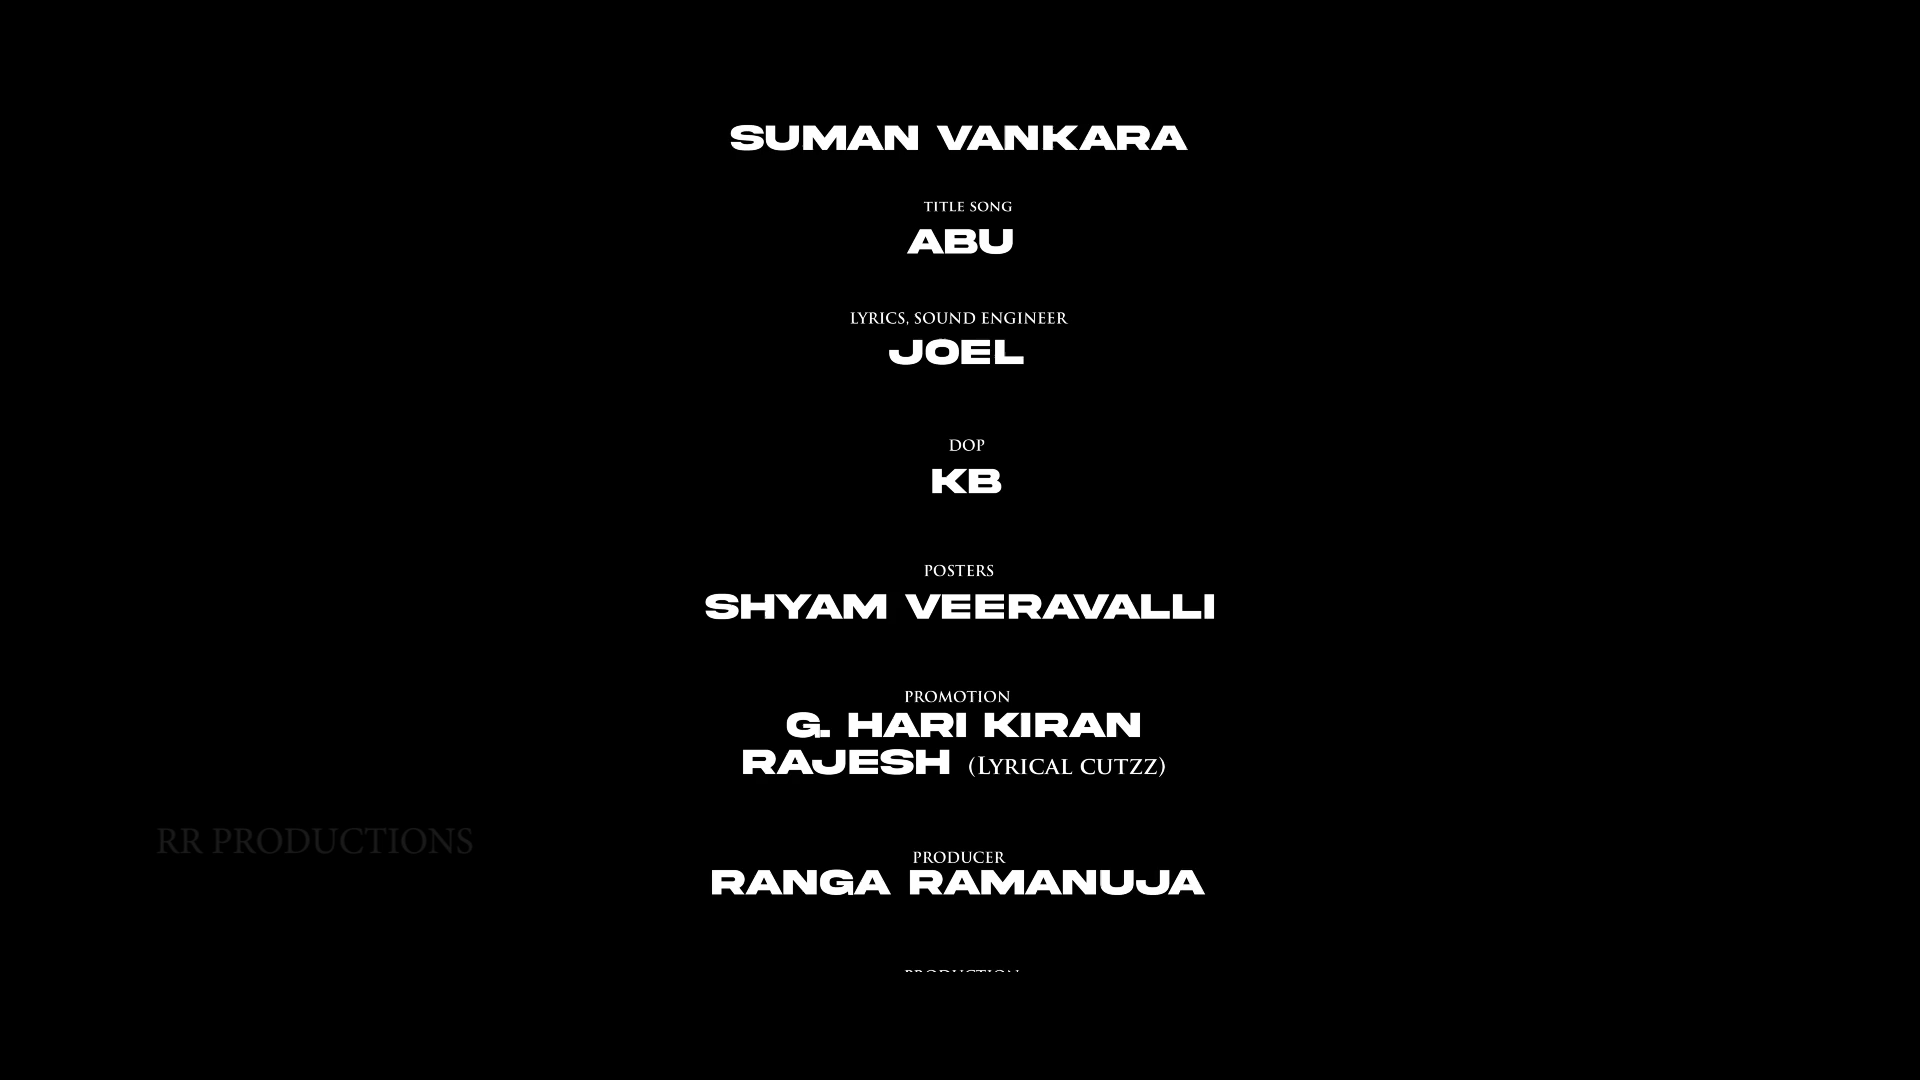 SUMAN VANKARA
TITLE SONG
ABU
LYRICS, SOUND ENGINEER
JOEL
DOP
KB
POSTERS
SHYAM VEERAVALLI
PROMOTION
G. HARI KIRAN
RAJESH (LYRICAL CUTZZ)
RR PRODUCTIONS
PRODUCER
RANGA RAMANUJA
PRODUCTION